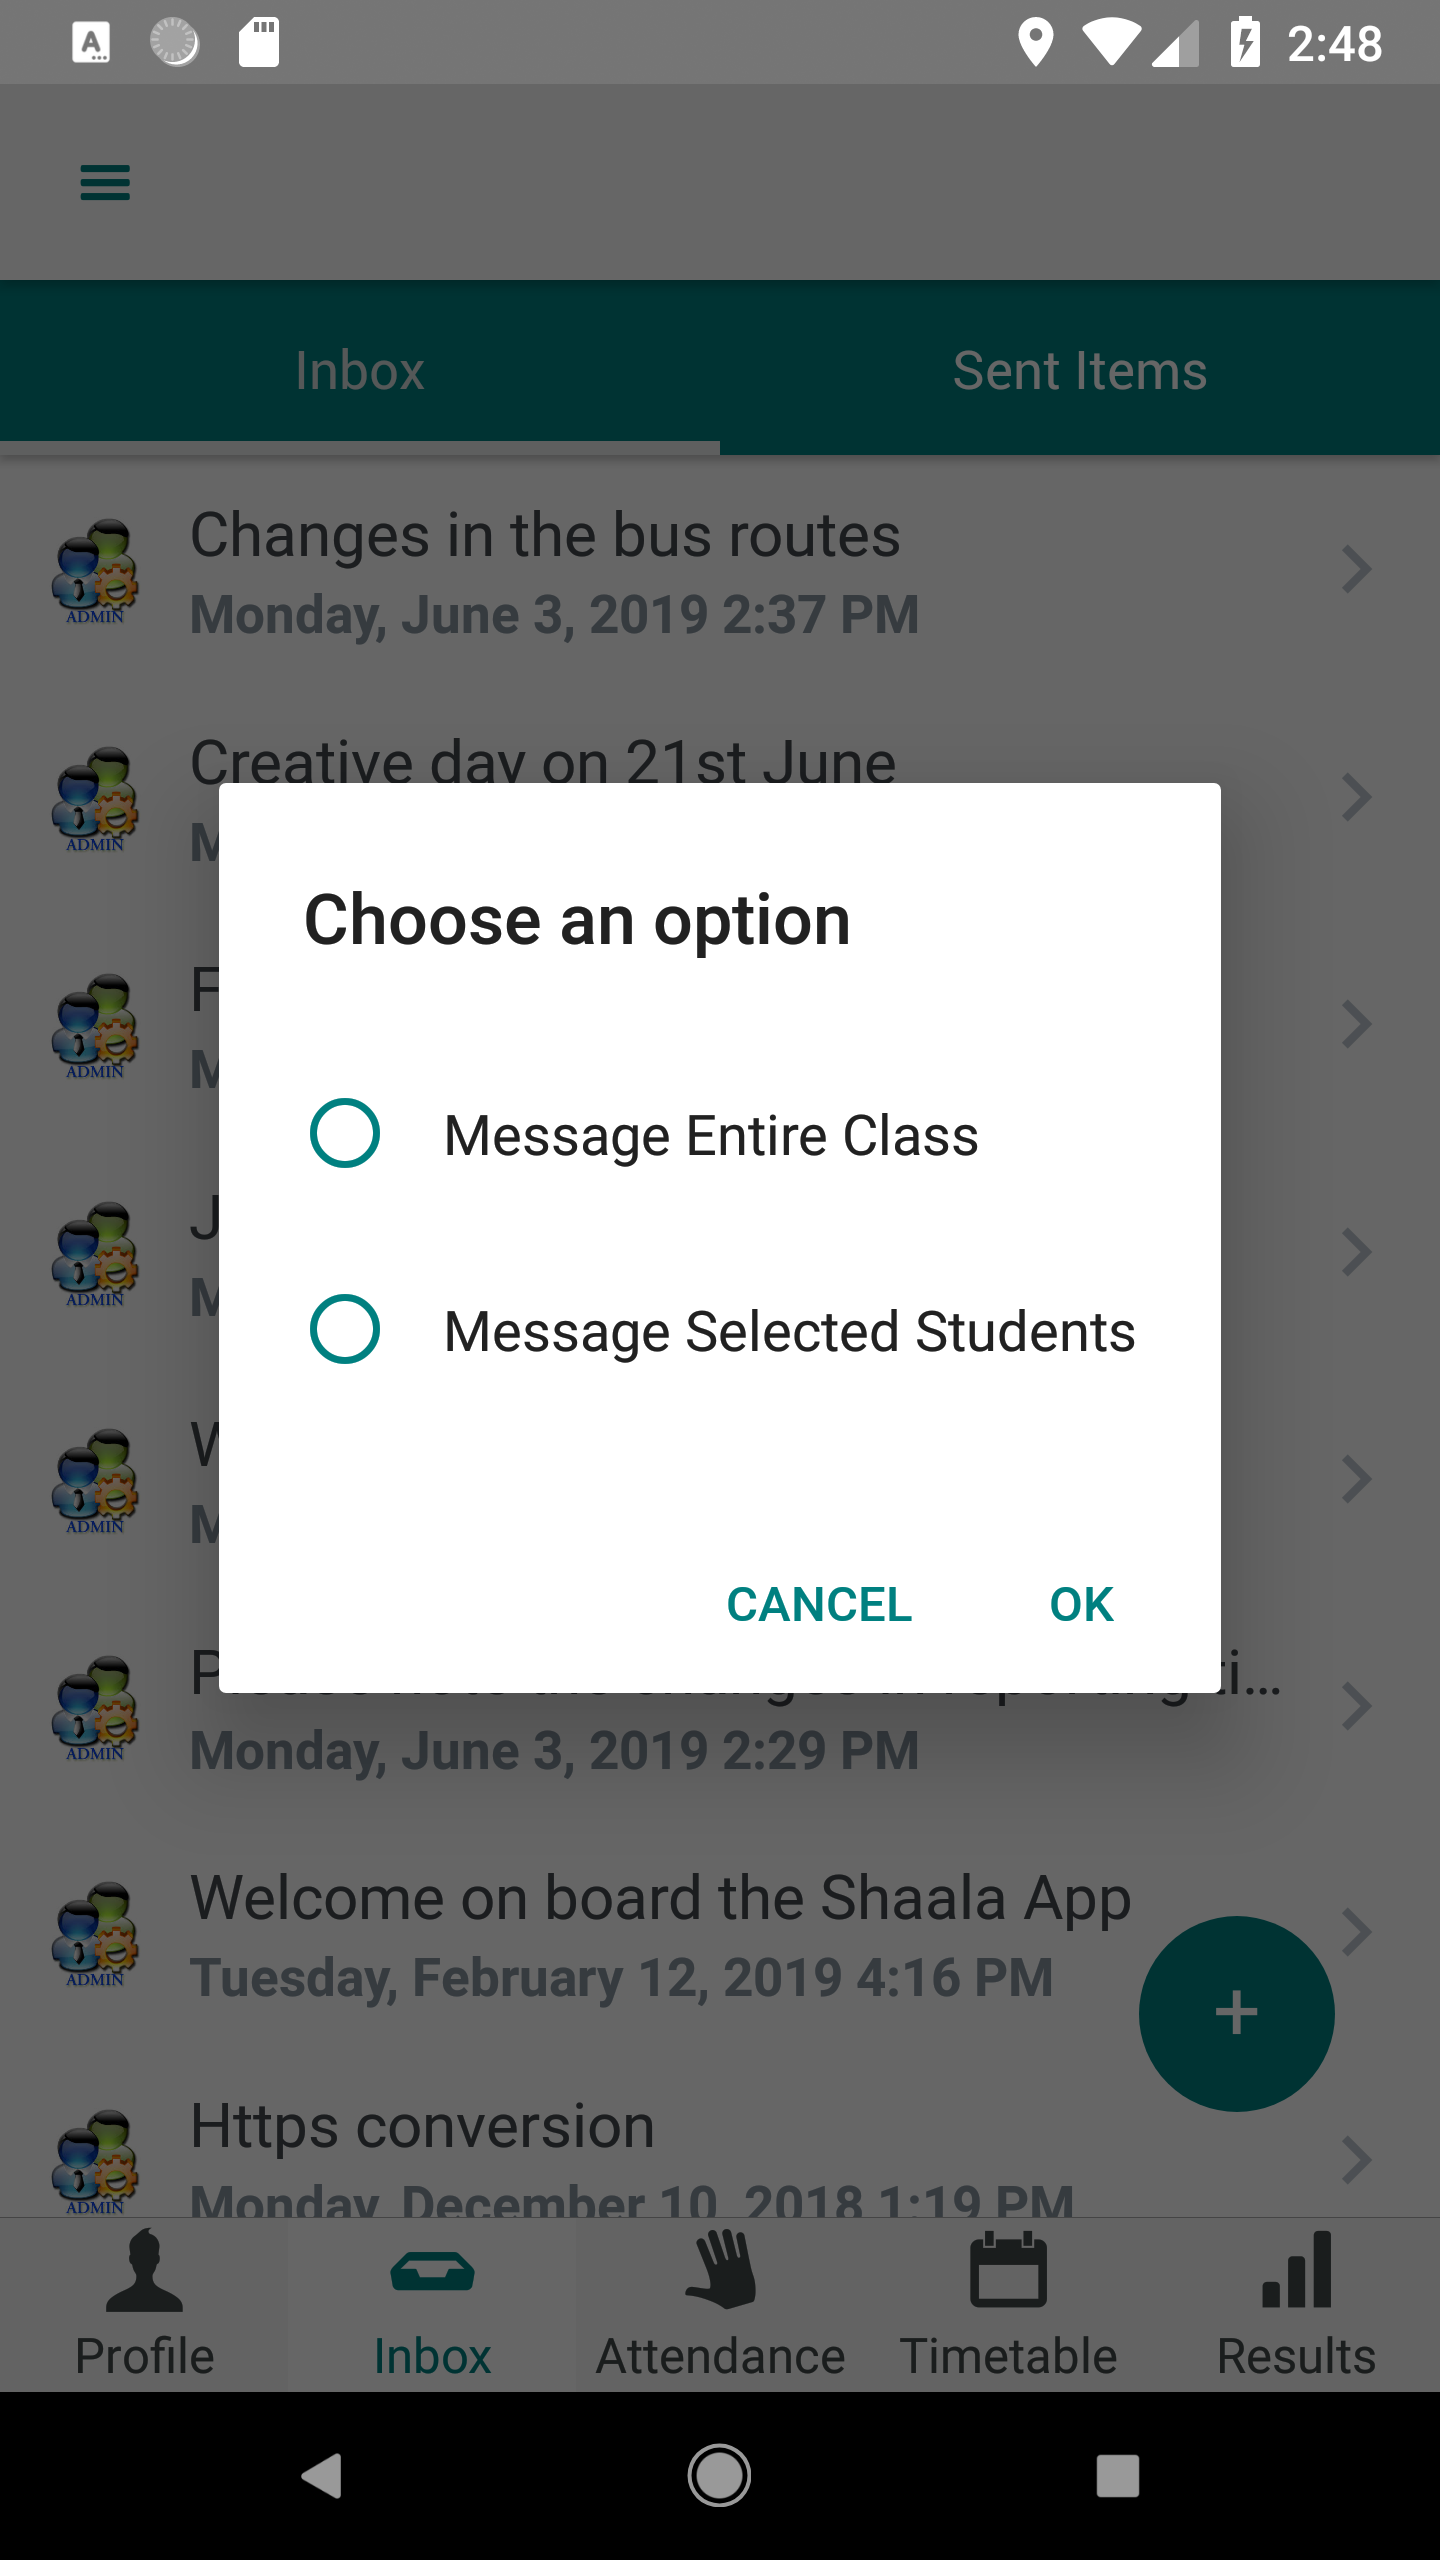 2:48
Inbox
Sent Items
Changes in the bus routes
Monday, June 3, 2019 2:37 PM
ADMIN
Creative day on 21st June
ADMIN
Choose an option
ADMIN
Message Entire Class
ADMIN
Message Selected Students
ADMIN
CANCEL
OK
Monday, June 3, 2019 2:29 PM
ADMIN
Welcome on board the Shaala App
Tuesday, February 12, 2019 4:16 PM
ADMIN
Https conversion
Monday, December 10, 2018 1:19 PM
ADMIN
Profile
Inbox
Attendance
Timetable
Results